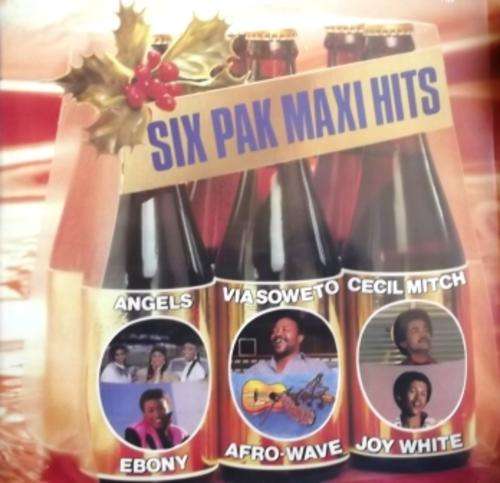 SIX PAK MAXI HITS
ANGELS
VIA SOWETO
CECIL MITCH
EBONY
AFRO-WAVE
JOY WHITE